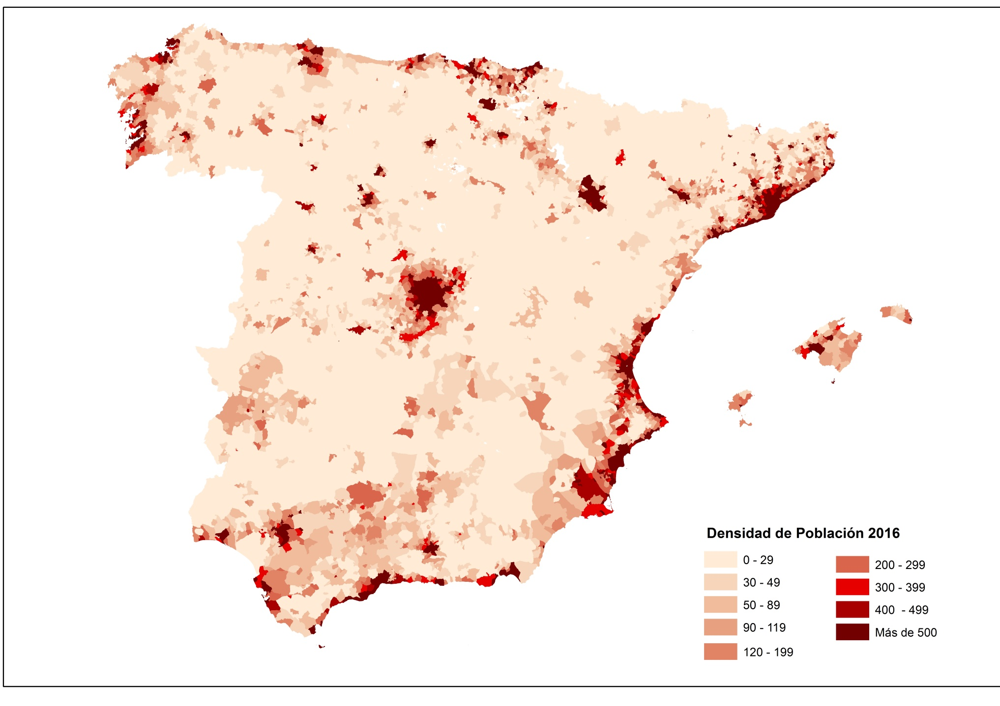 Densidad de Población 2016
0 - 29
30 - 49
50 - 89
90 - 119
120 - 199
200 - 299
300 - 399
400 - 499
Más de 500